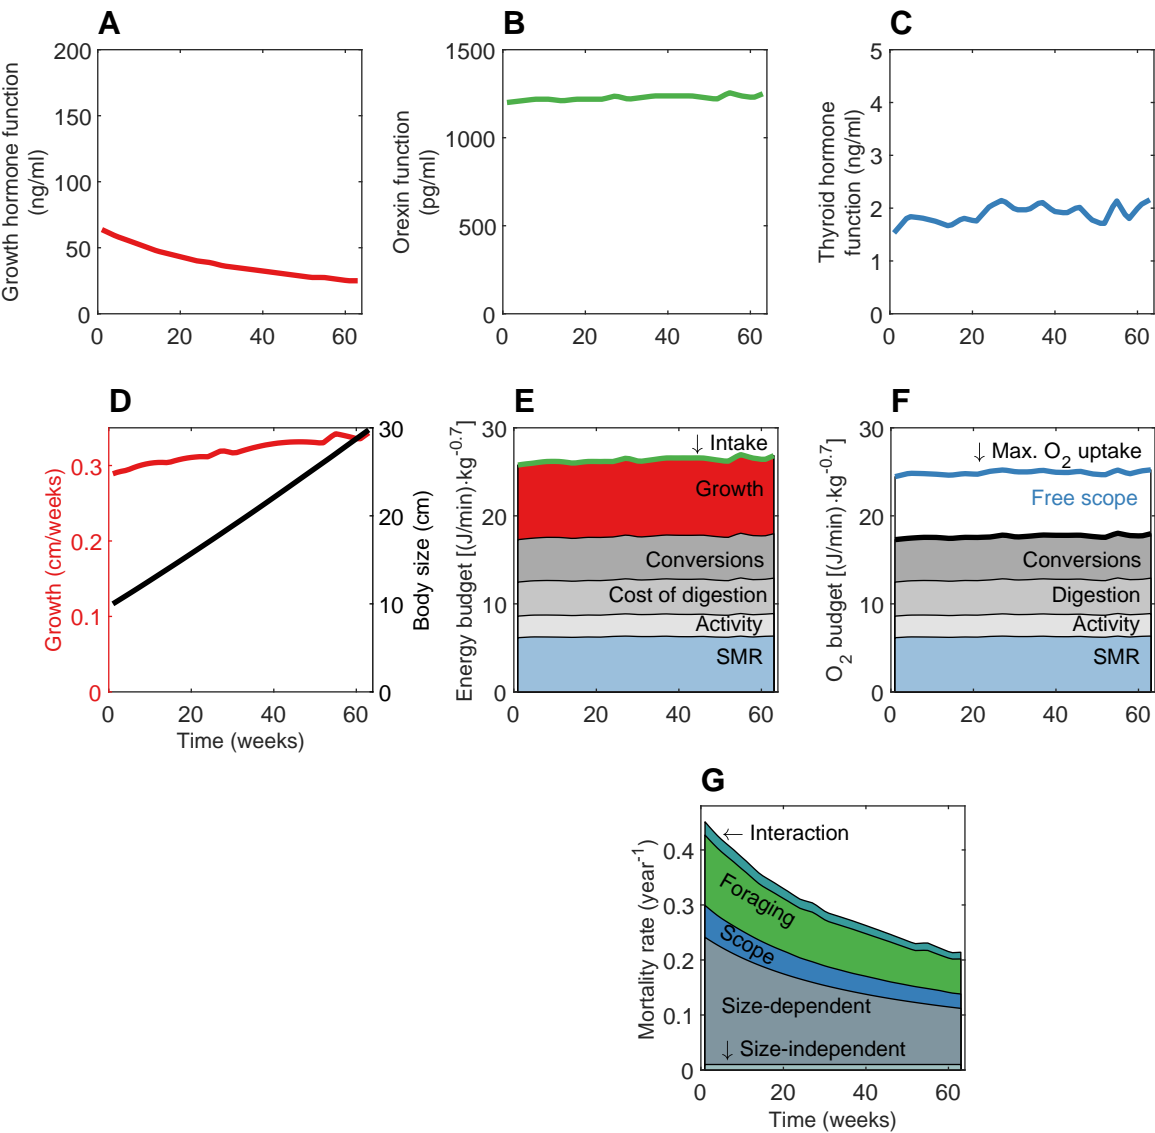 A
Growth hormone function
(ng/ml)
200
150
100
50
0
0 20 40 60
B
Orexin function
(pg/ml)
1500
1000
500
0
0 20 40 60
C
Thyroid hormone
function (ng/ml)
5
4
3
2
1
0
0 20 40 60
D
Growth (cm/weeks)
0.3
0.2
0.1
0
Body size (cm)
30
20
10
0
0 20 40 60
Time (weeks)
E
Energy budget [(J/min)·kg^-0.7]
30
20
10
0
↓ Intake
Growth
Conversions
Cost of digestion
Activity
SMR
0 20 40 60
F
O2 budget [(J/min)·kg^-0.7]
30
20
10
0
↓ Max. O2 uptake
Free scope
Conversions
Digestion
Activity
SMR
0 20 40 60
G
Mortality rate (year^-1)
0.4
0.3
0.2
0.1
0
← Interaction
Foraging
Scope
Size-dependent
↓ Size-independent
0 20 40 60
Time (weeks)